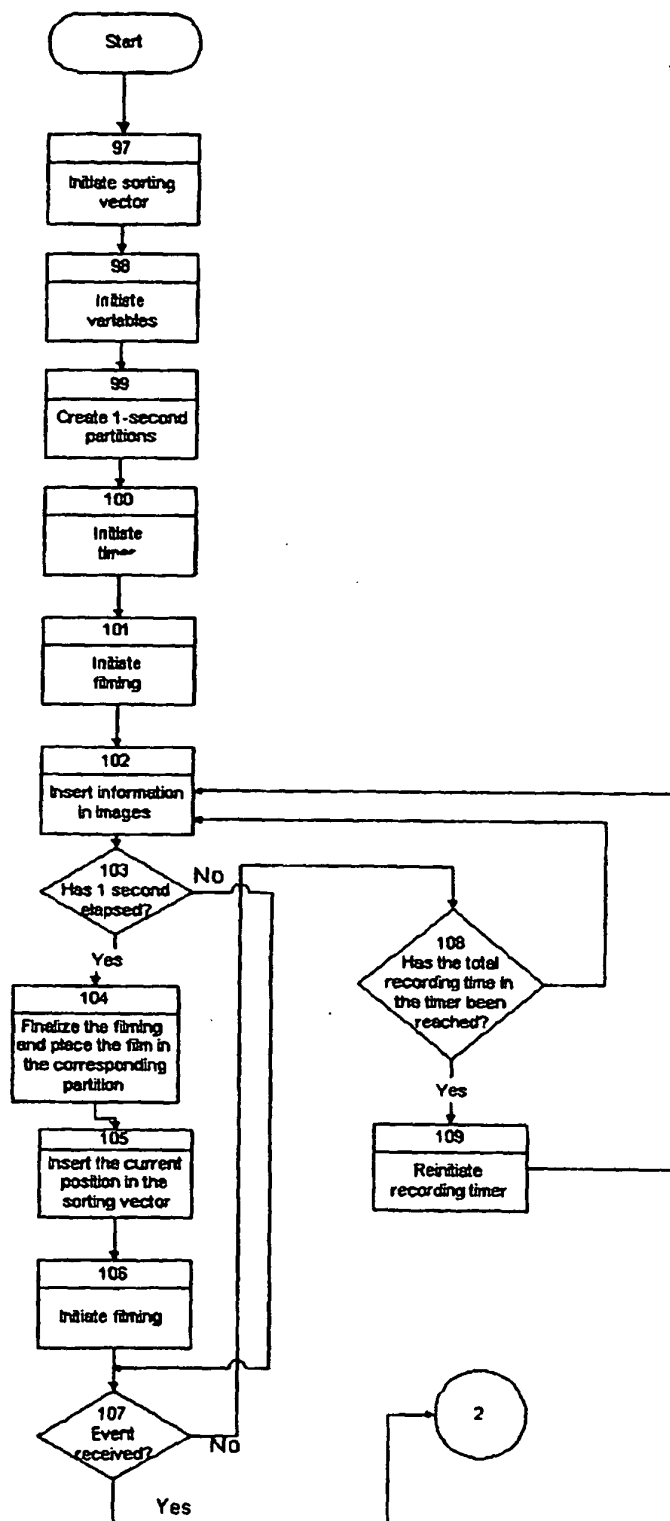 Start
97
Initiate sorting
vector
98
Initiate
variables
99
Create 1-second
partitions
100
Initiate
timer
101
Initiate
filming
102
Insert information
in images
103
Has 1 second
elapsed?
No
Yes
104
Finalize the filming
and place the film in
the corresponding
partition
105
Insert the current
position in the
sorting vector
106
Initiate filming
107
Event
received?
No
Yes
108
Has the total
recording time in
the timer been
reached?
Yes
109
Reinitiate
recording timer
2